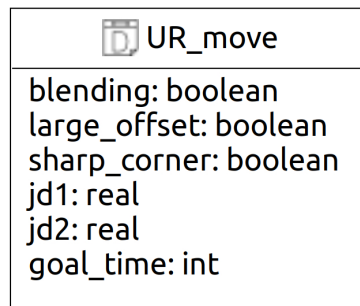 UR_move
blending: boolean
large_offset: boolean
sharp_corner: boolean
jd1: real
jd2: real
goal_time: int